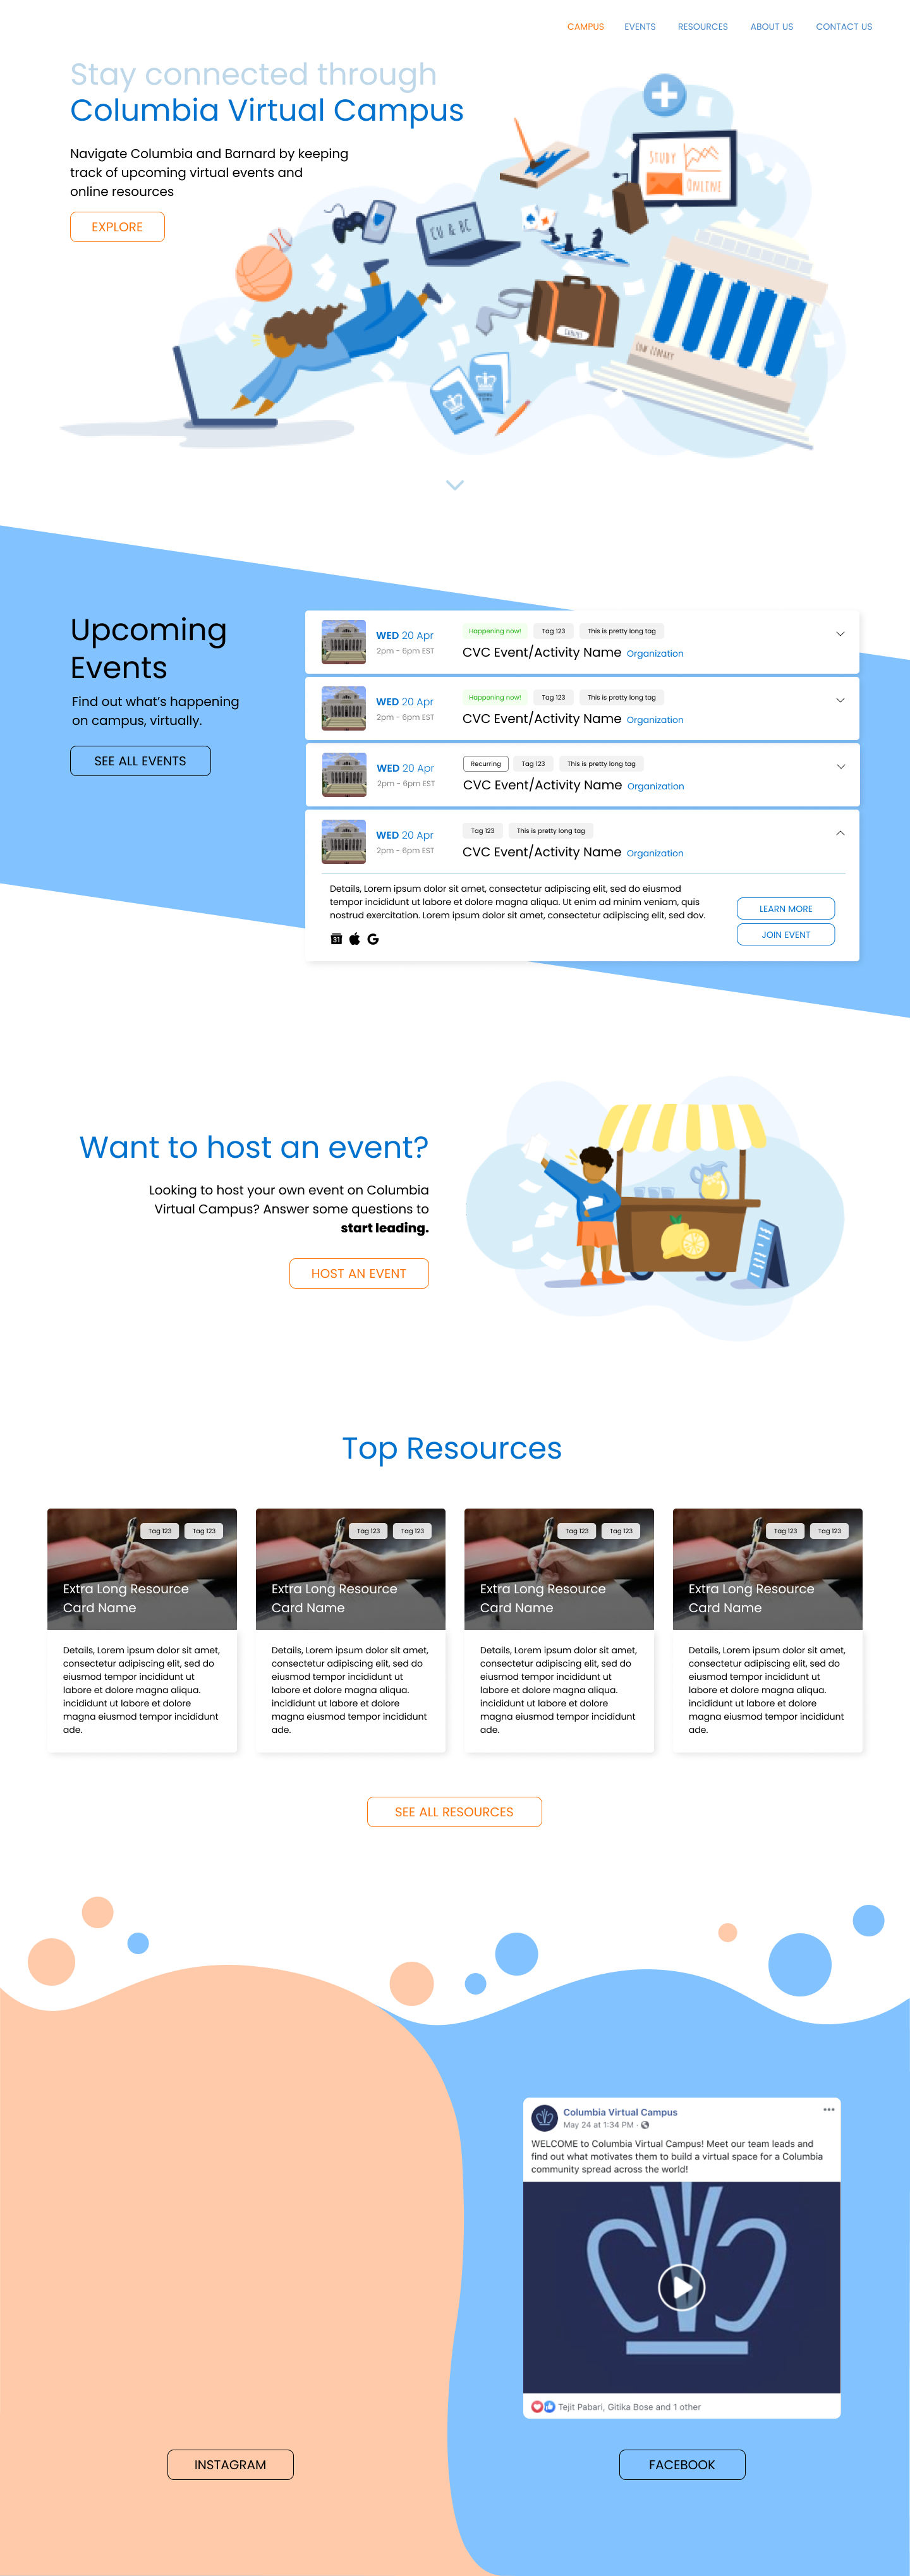 CAMPUS EVENTS RESOURCES ABOUT US CONTACT US
Stay connected through
Columbia Virtual Campus
Navigate Columbia and Barnard by keeping
track of upcoming virtual events and
online resources
EXPLORE
STUDY
ONLINE
CU & BC
CAMPUS
LOW LIBRARY
Upcoming
Events
Find out what's happening
on campus, virtually.
SEE ALL EVENTS
WED 20 Apr
2pm - 6pm EST
Happening now! Tag 123 This is pretty long tag
CVC Event/Activity Name Organization
WED 20 Apr
2pm - 6pm EST
Happening now! Tag 123 This is pretty long tag
CVC Event/Activity Name Organization
WED 20 Apr
2pm - 6pm EST
Recurring Tag 123 This is pretty long tag
CVC Event/Activity Name Organization
WED 20 Apr
2pm - 6pm EST
Tag 123 This is pretty long tag
CVC Event/Activity Name Organization
Details, Lorem ipsum dolor sit amet, consectetur adipiscing elit, sed do eiusmod
tempor incididunt ut labore et dolore magna aliqua. Ut enim ad minim veniam, quis
nostrud exercitation. Lorem ipsum dolor sit amet, consectetur adipiscing elit, sed dov.
31
LEARN MORE
JOIN EVENT
Want to host an event?
Looking to host your own event on Columbia
Virtual Campus? Answer some questions to
start leading.
HOST AN EVENT
Top Resources
Tag 123 Tag 123
Extra Long Resource
Card Name
Details, Lorem ipsum dolor sit amet,
consectetur adipiscing elit, sed do
eiusmod tempor incididunt ut
labore et dolore magna aliqua.
incididunt ut labore et dolore
magna eiusmod tempor incididunt
ade.
Tag 123 Tag 123
Extra Long Resource
Card Name
Details, Lorem ipsum dolor sit amet,
consectetur adipiscing elit, sed do
eiusmod tempor incididunt ut
labore et dolore magna aliqua.
incididunt ut labore et dolore
magna eiusmod tempor incididunt
ade.
Tag 123 Tag 123
Extra Long Resource
Card Name
Details, Lorem ipsum dolor sit amet,
consectetur adipiscing elit, sed do
eiusmod tempor incididunt ut
labore et dolore magna aliqua.
incididunt ut labore et dolore
magna eiusmod tempor incididunt
ade.
Tag 123 Tag 123
Extra Long Resource
Card Name
Details, Lorem ipsum dolor sit amet,
consectetur adipiscing elit, sed do
eiusmod tempor incididunt ut
labore et dolore magna aliqua.
incididunt ut labore et dolore
magna eiusmod tempor incididunt
ade.
SEE ALL RESOURCES
Columbia Virtual Campus
May 24 at 1:34 PM ·
WELCOME to Columbia Virtual Campus! Meet our team leads and
find out what motivates them to build a virtual space for a Columbia
community spread across the world!
Tejit Pabari, Gitika Bose and 1 other
INSTAGRAM
FACEBOOK